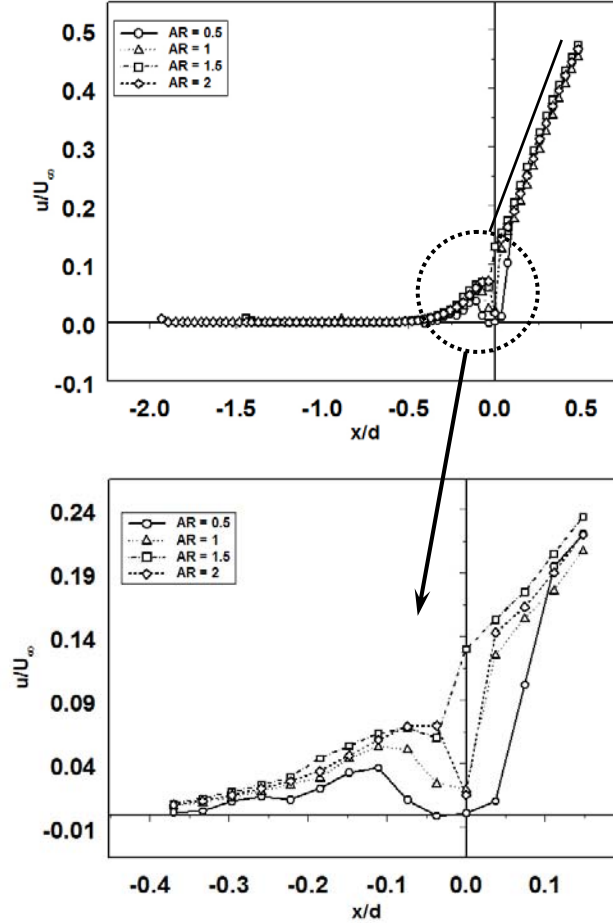 0.5
0.4
0.3
0.2
0.1
0.0
-0.1
u/U∞
AR = 0.5
AR = 1
AR = 1.5
AR = 2
-2.0 -1.5 -1.0 -0.5 0.0 0.5
x/d
0.24
0.19
0.14
0.09
0.04
-0.01
u/U∞
AR = 0.5
AR = 1
AR = 1.5
AR = 2
-0.4 -0.3 -0.2 -0.1 0.0 0.1
x/d